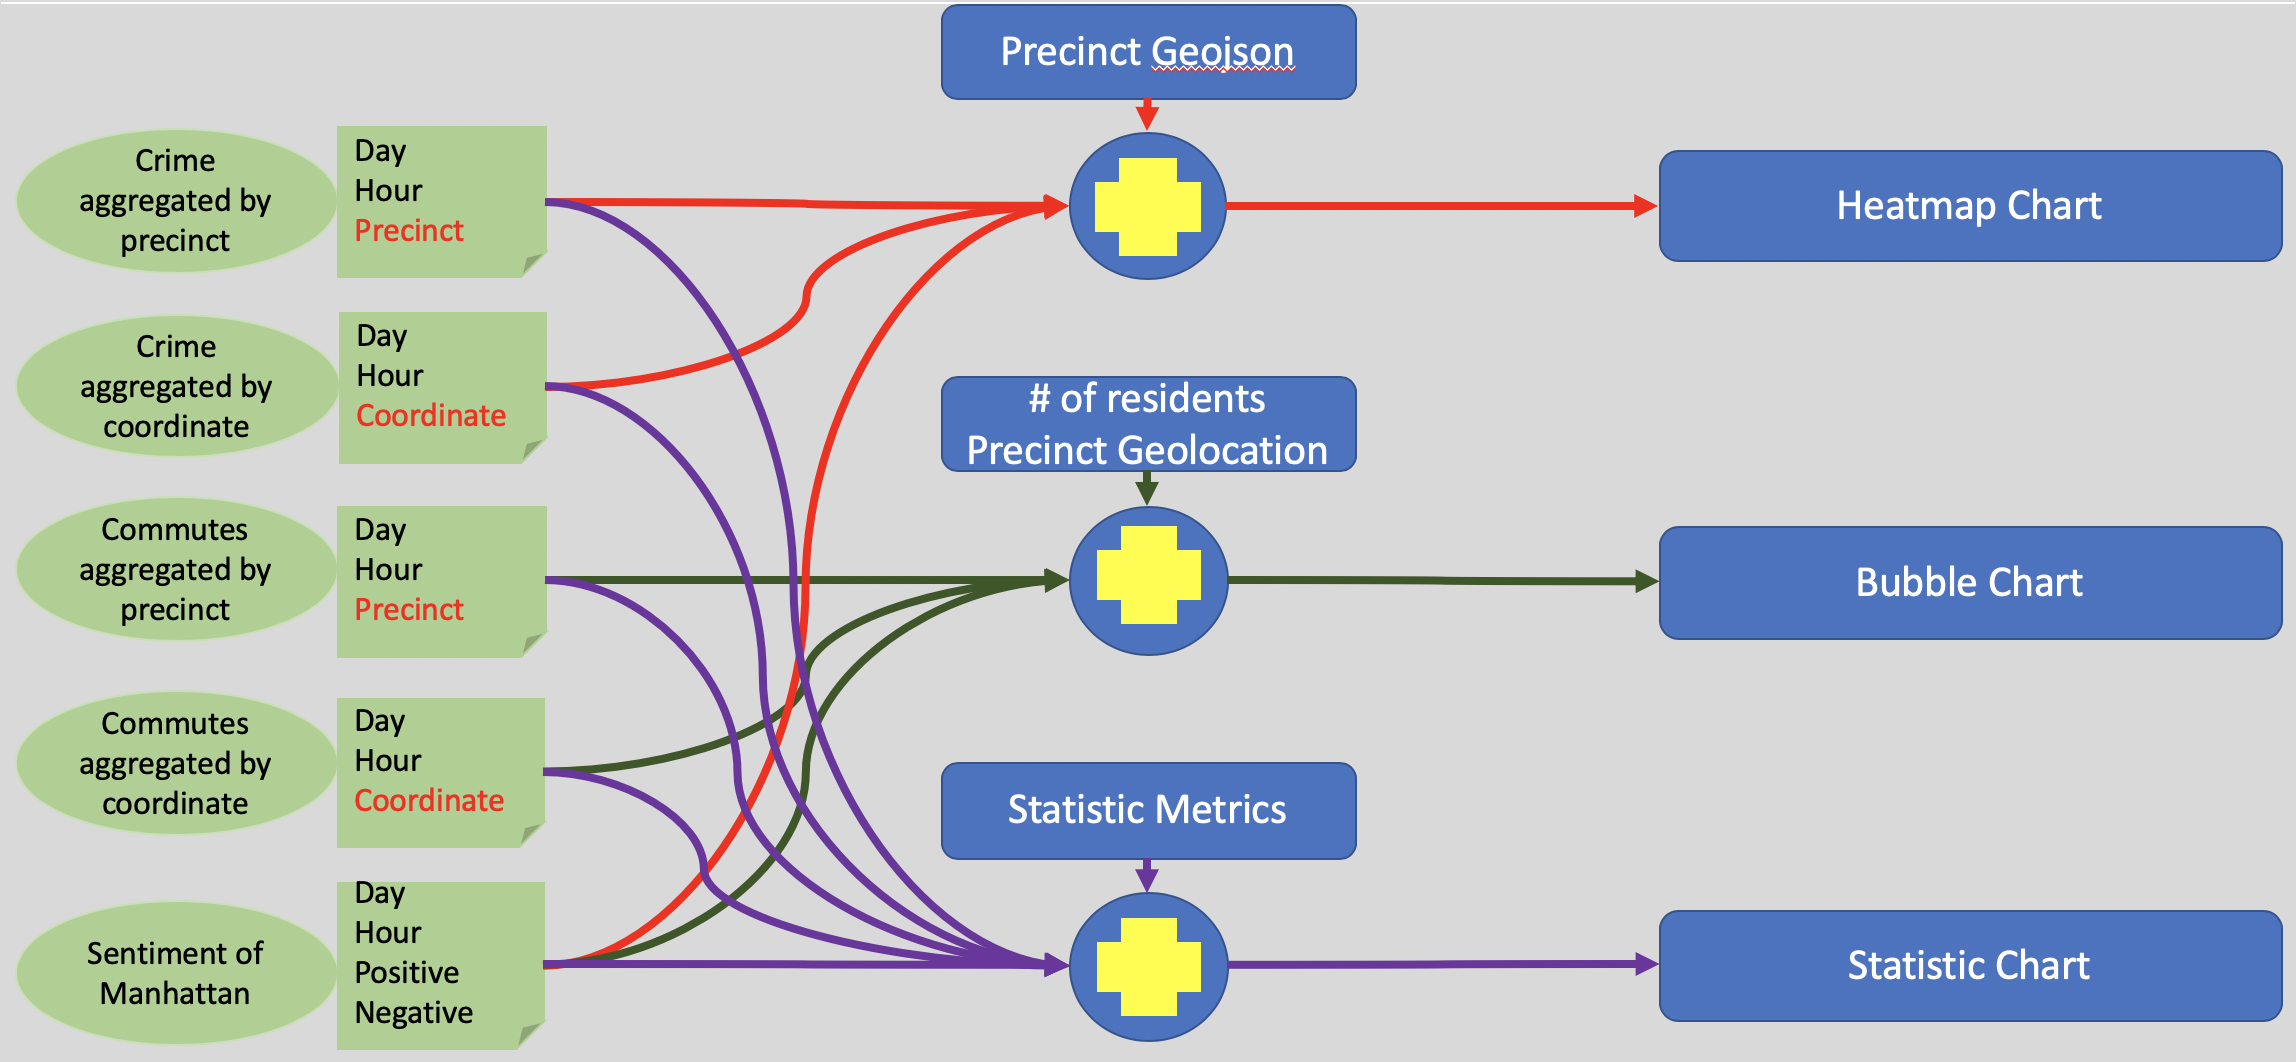 Precinct Geojson
Crime
aggregated by
precinct
Day
Hour
Precinct
Heatmap Chart
Crime
aggregated by
coordinate
Day
Hour
Coordinate
# of residents
Precinct Geolocation
Commutes
aggregated by
precinct
Day
Hour
Precinct
Bubble Chart
Commutes
aggregated by
coordinate
Day
Hour
Coordinate
Statistic Metrics
Sentiment of
Manhattan
Day
Hour
Positive
Negative
Statistic Chart